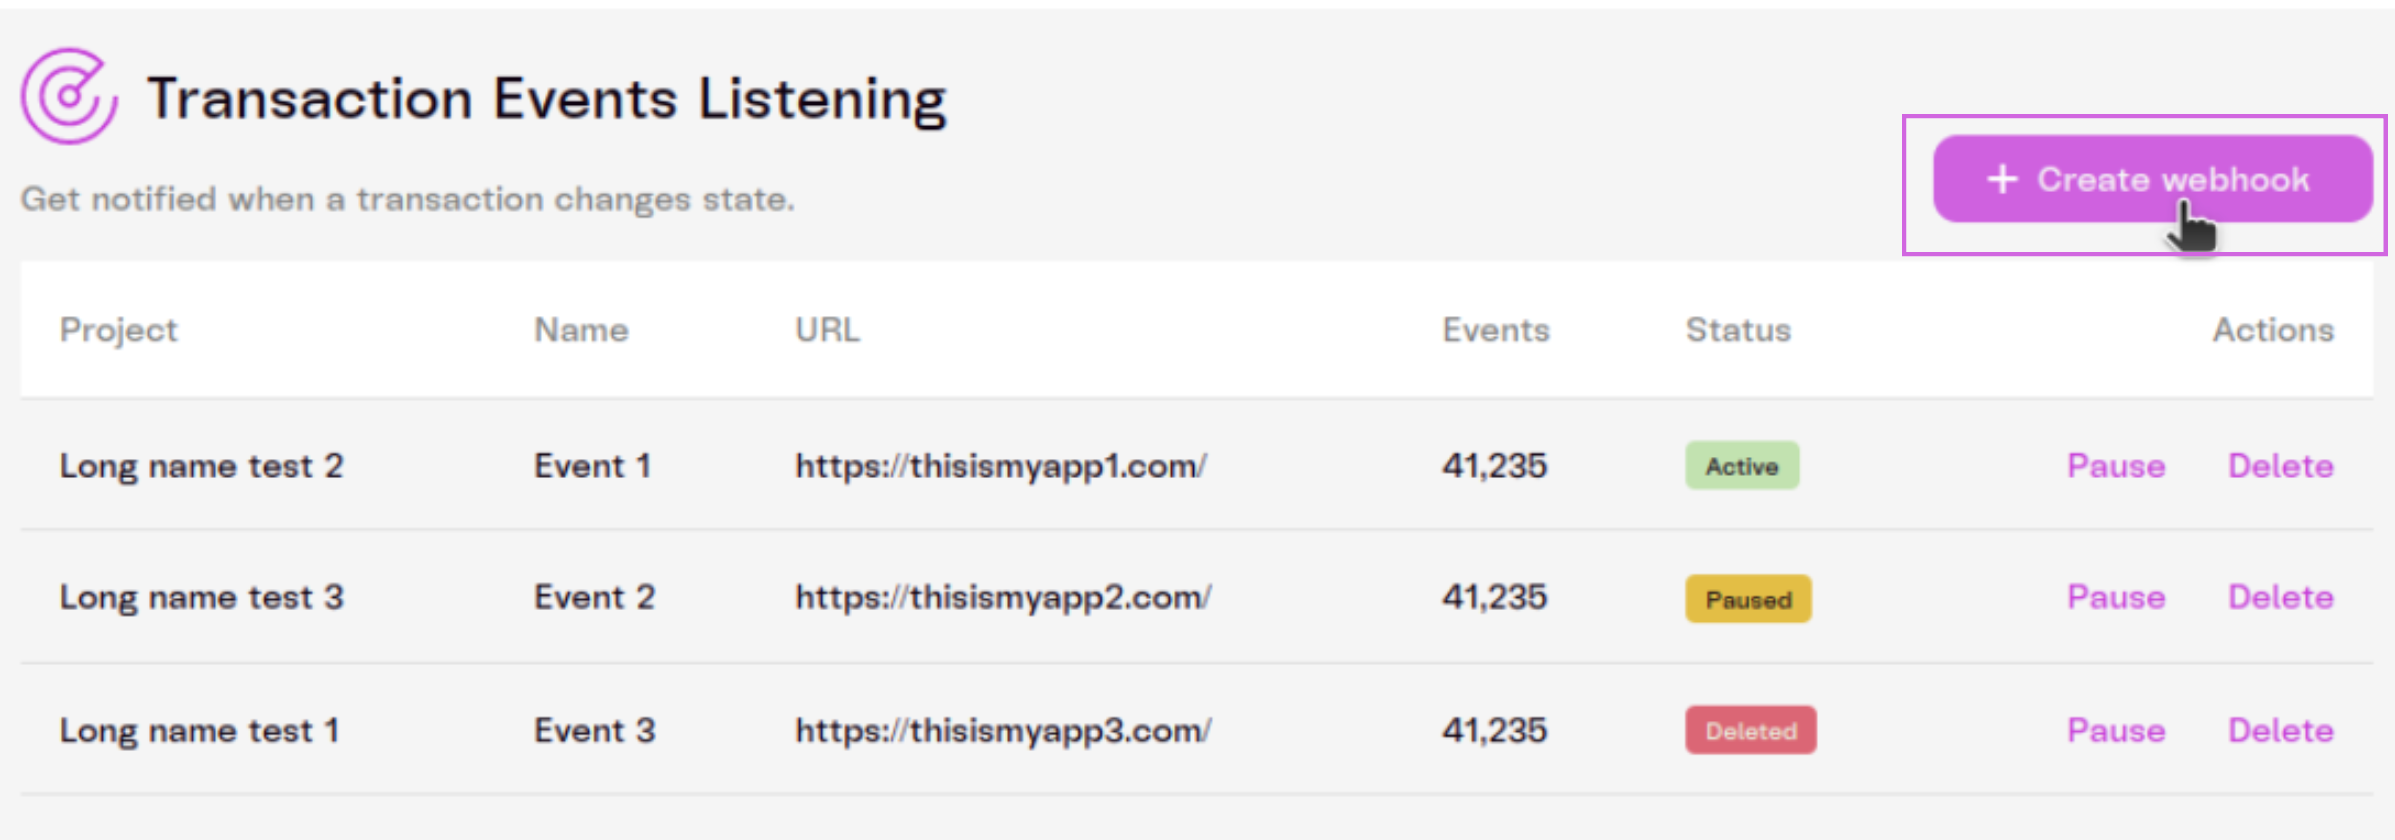 Transaction Events Listening
Get notified when a transaction changes state.
+ Create webhook
Project Name URL Events Status Actions
Long name test 2 Event 1 https://thisismyapp1.com/ 41,235 Active Pause Delete
Long name test 3 Event 2 https://thisismyapp2.com/ 41,235 Paused Pause Delete
Long name test 1 Event 3 https://thisismyapp3.com/ 41,235 Deleted Pause Delete